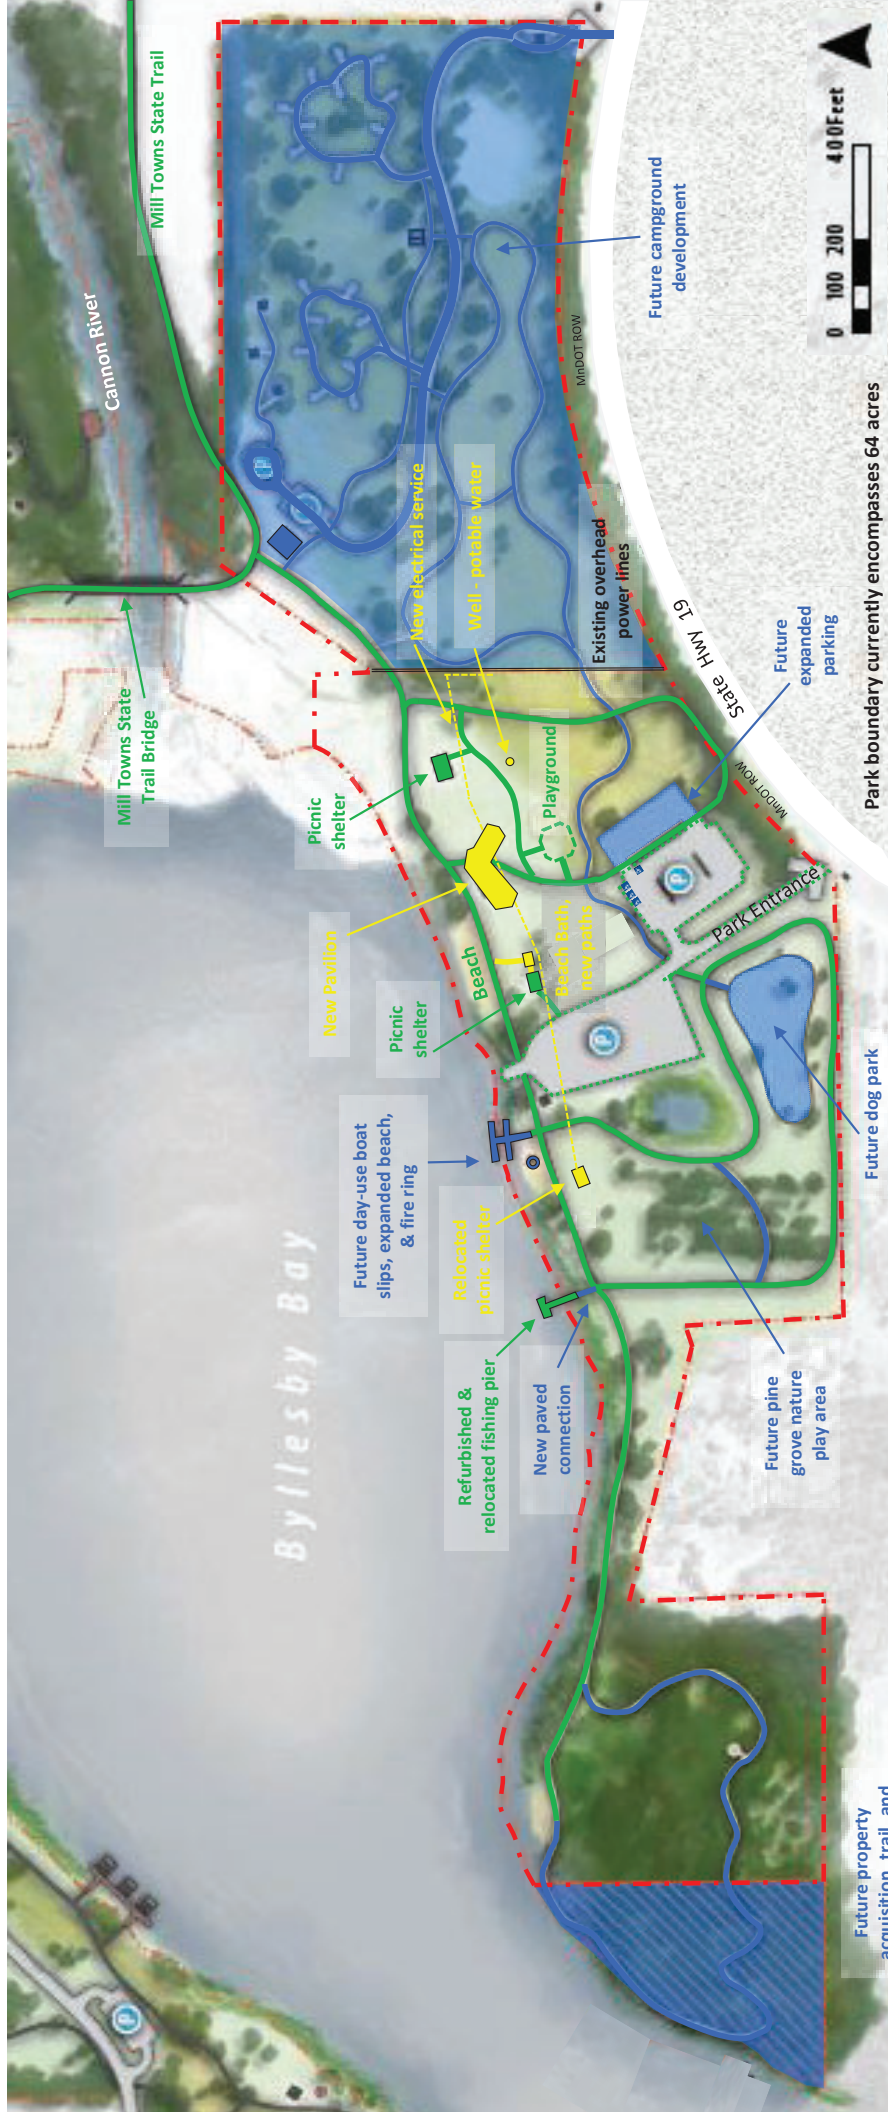 Mill Towns State Trail
Cannon River
Mill Towns State
Trail Bridge
Picnic
shelter
New Pavilion
Beach
Picnic
shelter
Future day-use boat
slips, expanded beach,
& fire ring
Relocated
picnic shelter
Refurbished &
relocated fishing pier
New paved
connection
Byllesby Bay
New electrical service
Well - potable water
Playground
Beach Bath,
new paths
Existing overhead
power lines
Future campground
development
MnDOT ROW
State Hwy 19
Future
expanded
parking
MnDOT ROW
Park Entrance
P
P
P
P
Future dog park
Future pine
grove nature
play area
Future property
acquisition, trail, and
0 100 200 400Feet
Park boundary currently encompasses 64 acres